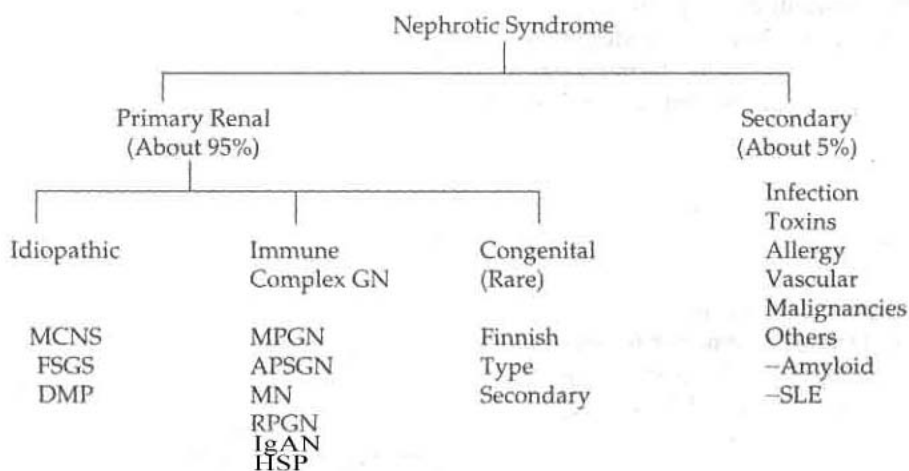 Nephrotic Syndrome
Primary Renal
(About 95%)
Secondary
(About 5%)
Idiopathic
MCNS
FSGS
DMP
Immune
Complex GN
MPGN
APSGN
MN
RPGN
IgAN
HSP
Congenital
(Rare)
Finnish
Type
Secondary
Infection
Toxins
Allergy
Vascular
Malignancies
Others
–Amyloid
–SLE